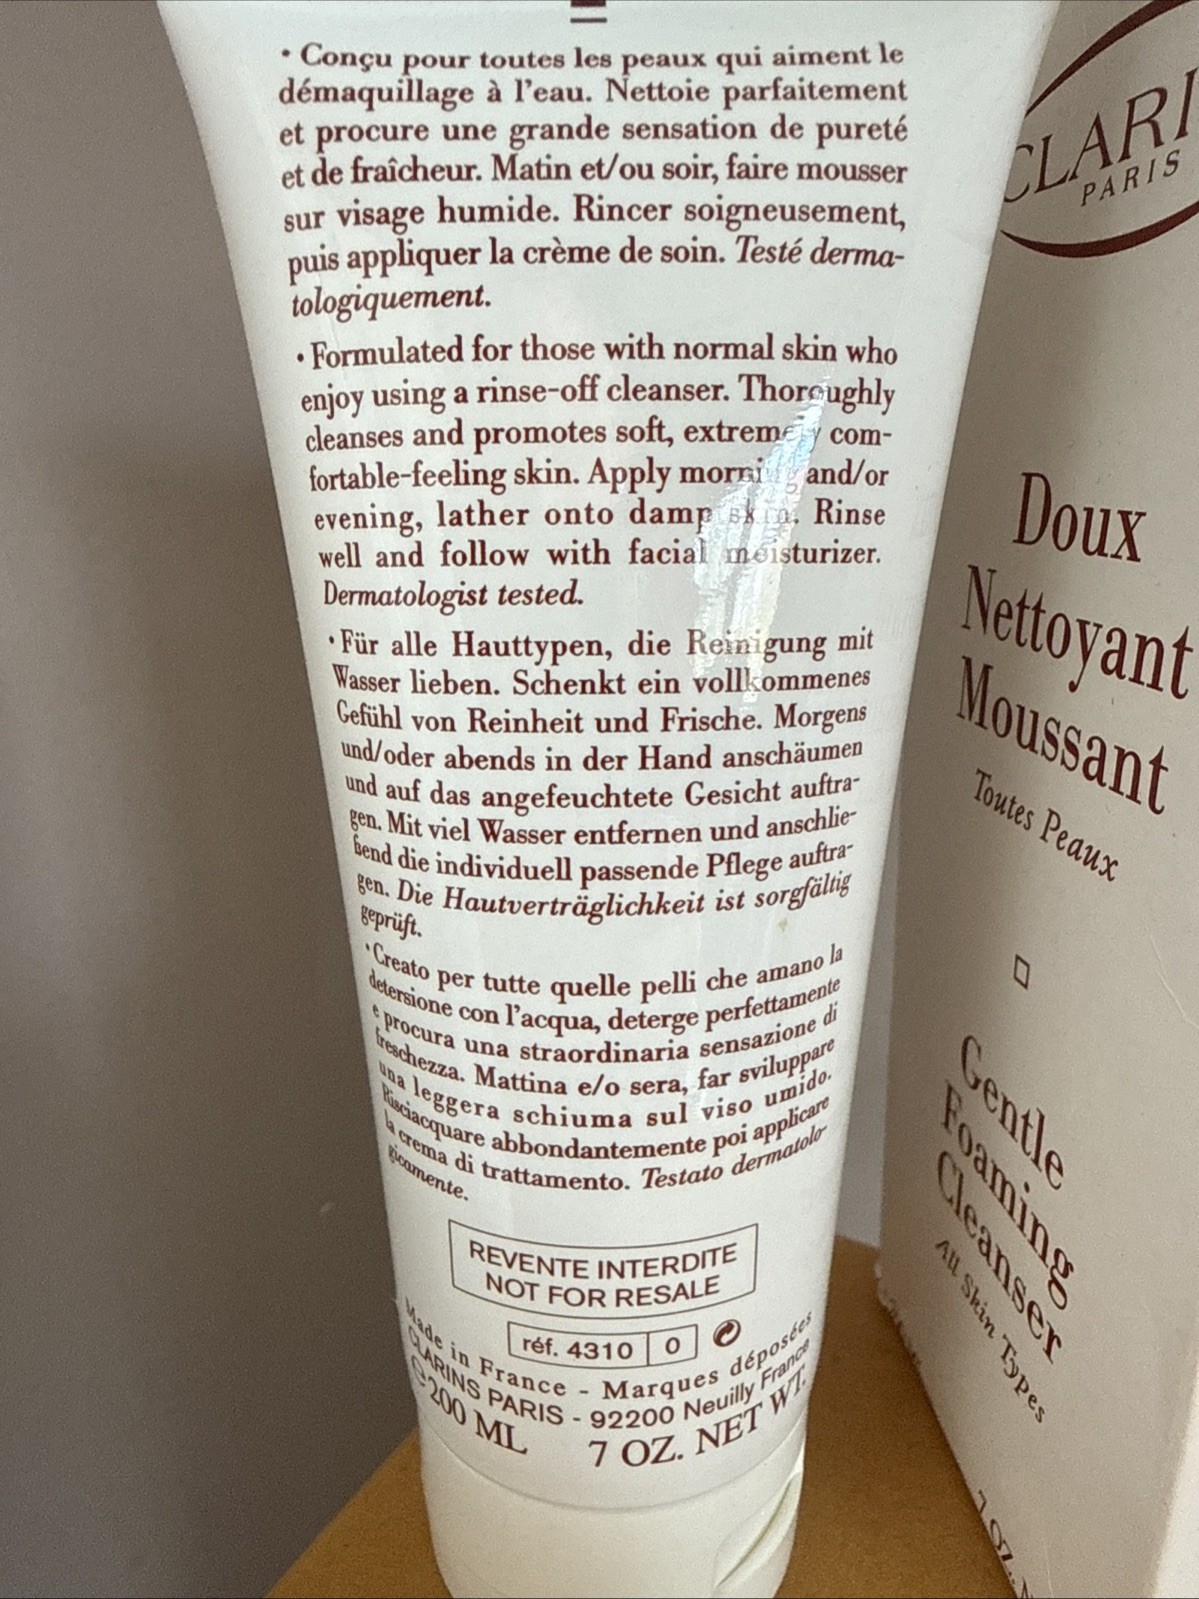 • Conçu pour toutes les peaux qui aiment le
démaquillage à l'eau. Nettoie parfaitement
et procure une grande sensation de pureté
et de fraîcheur. Matin et/ou soir, faire mousser
sur visage humide. Rincer soigneusement,
puis appliquer la crème de soin. Testé derma-
tologiquement.
• Formulated for those with normal skin who
enjoy using a rinse-off cleanser. Thoroughly
cleanses and promotes soft, extremely com-
fortable-feeling skin. Apply morning and/or
evening, lather onto damp skin. Rinse
well and follow with facial moisturizer.
Dermatologist tested.
• Für alle Hauttypen, die Reinigung mit
Wasser lieben. Schenkt ein vollkommenes
Gefühl von Reinheit und Frische. Morgens
und/oder abends in der Hand anschäumen
und auf das angefeuchtete Gesicht auftra-
gen. Mit viel Wasser entfernen und anschlie-
ßend die individuell passende Pflege auftra-
gen. Die Hautverträglichkeit ist sorgfältig
geprüft.
• Creato per tutte quelle pelli che amano la
detersione con l'acqua, deterge perfettamente
e procura una straordinaria sensazione di
freschezza. Mattina e/o sera, far sviluppare
una leggera schiuma sul viso umido.
Risciacquare abbondantemente poi applicare
la crema di trattamento. Testato dermatolo-
gicamente.
REVENTE INTERDITE
NOT FOR RESALE
réf. 4310 0
Made in France - Marques déposées
CLARINS PARIS - 92200 Neuilly France
℮ 200 ML 7 OZ. NET WT.
CLARI
PARIS
Doux
Nettoyant
Moussant
Toutes Peaux
Gentle
Foaming
Cleanser
All Skin Types
7 OZ.